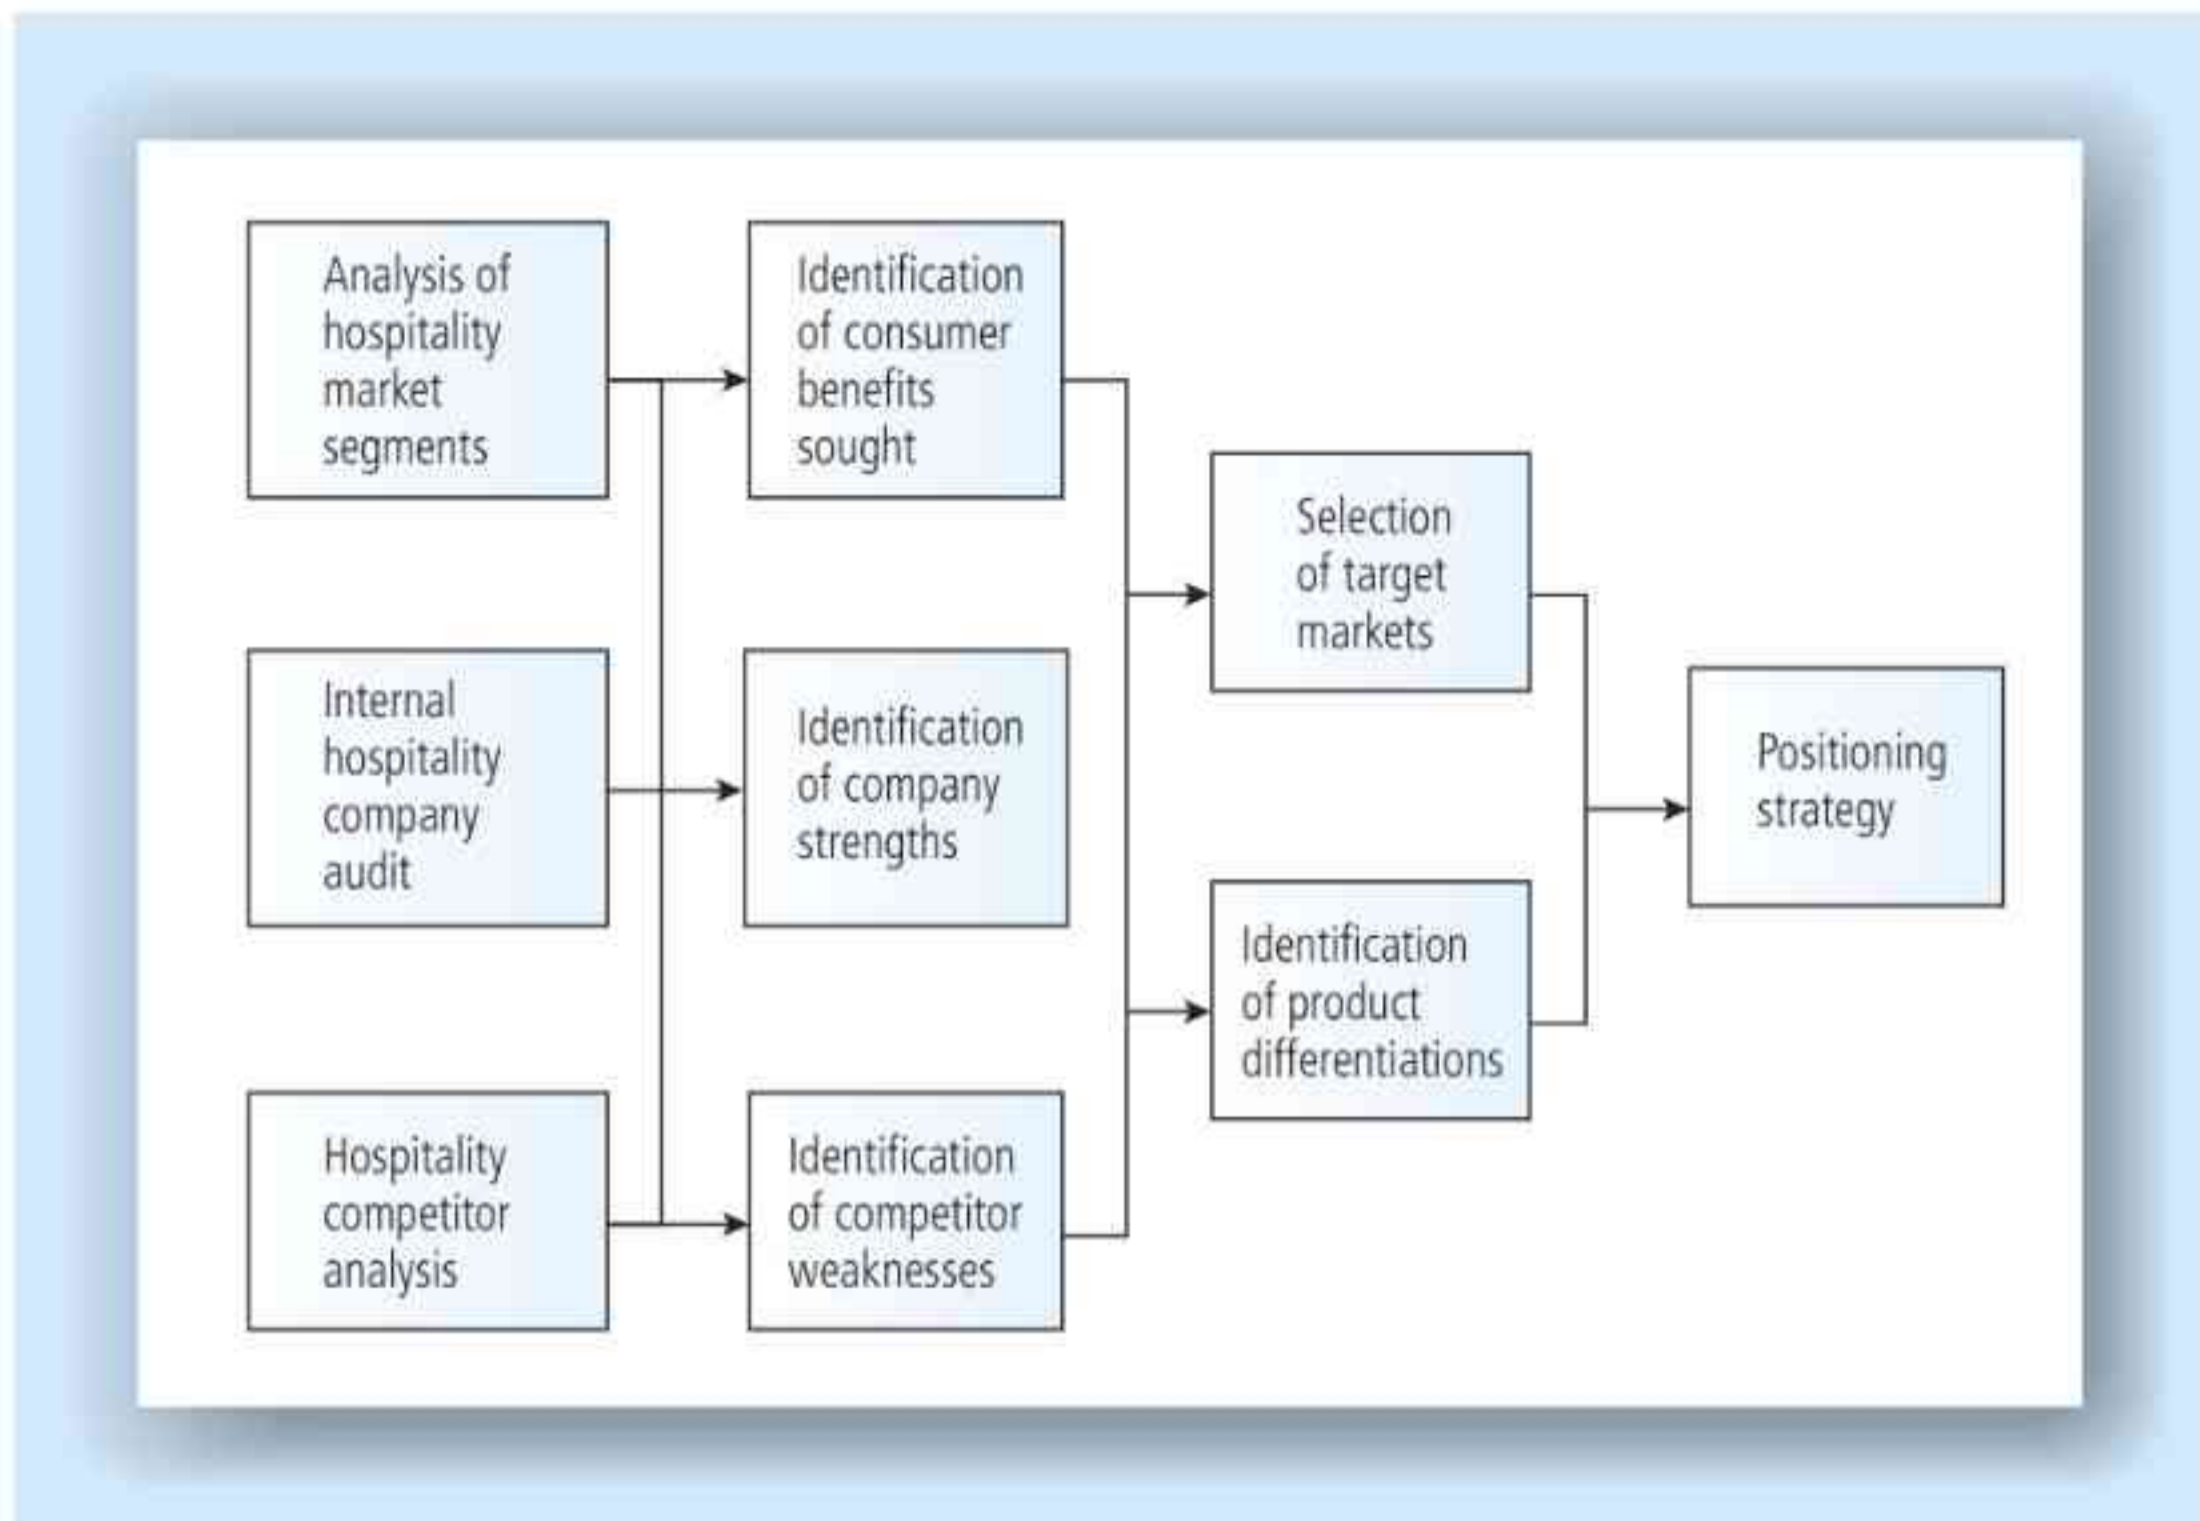 Analysis of
hospitality
market
segments
Identification
of consumer
benefits
sought
Internal
hospitality
company
audit
Identification
of company
strengths
Hospitality
competitor
analysis
Identification
of competitor
weaknesses
Selection
of target
markets
Identification
of product
differentiations
Positioning
strategy